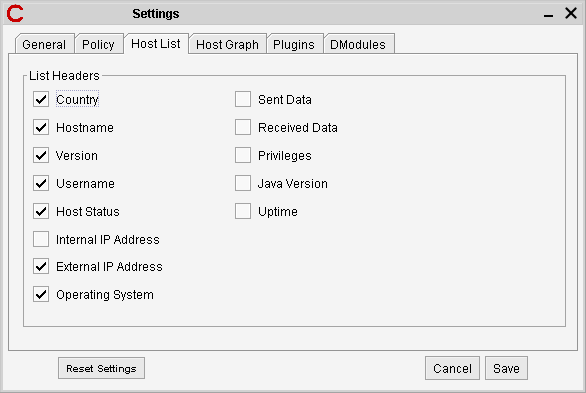 Settings
General Policy Host List Host Graph Plugins DModules
List Headers
Country Sent Data
Hostname Received Data
Version Privileges
Username Java Version
Host Status Uptime
Internal IP Address
External IP Address
Operating System
Reset Settings Cancel Save